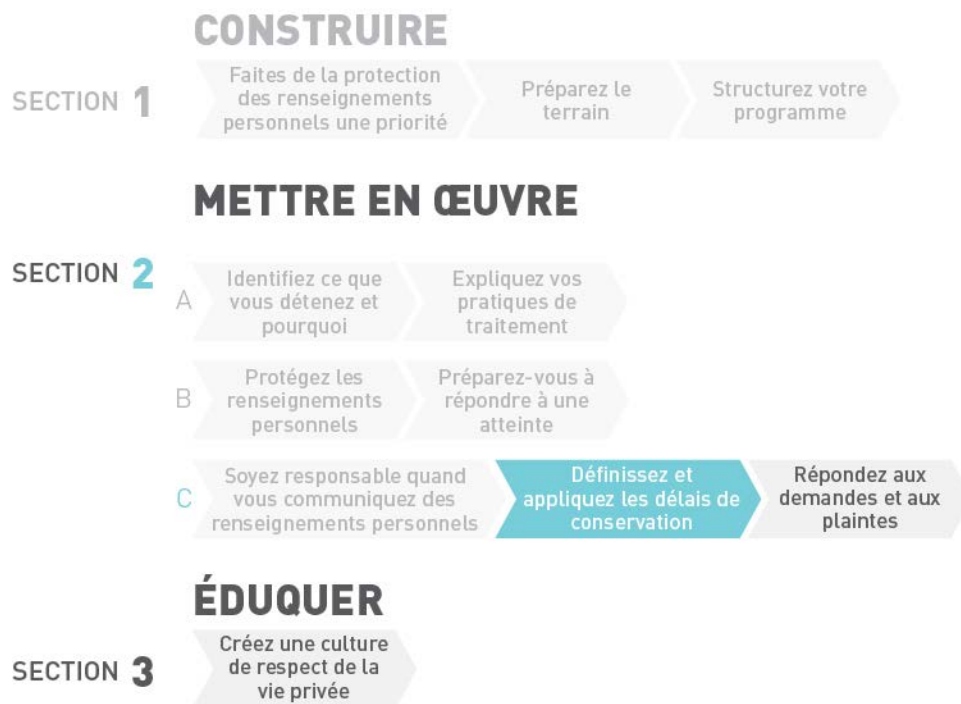 CONSTRUIRE
SECTION 1
Faites de la protection
des renseignements
personnels une priorité
Préparez le
terrain
Structurez votre
programme
METTRE EN ŒUVRE
SECTION 2
A
Identifiez ce que
vous détenez et
pourquoi
Expliquez vos
pratiques de
traitement
B
Protégez les
renseignements
personnels
Préparez-vous à
répondre à une
atteinte
C
Soyez responsable quand
vous communiquez des
renseignements personnels
Définissez et
appliquez les délais de
conservation
Répondez aux
demandes et aux
plaintes
ÉDUQUER
SECTION 3
Créez une culture
de respect de la
vie privée